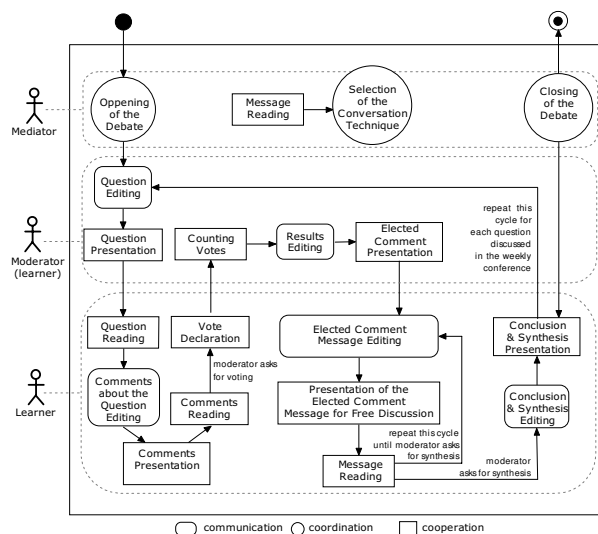 Oppening
of the
Debate
Message
Reading
Selection
of the
Conversation
Technique
Closing
of the
Debate
Mediator
Question
Editing
Question
Presentation
Counting
Votes
Results
Editing
Elected
Comment
Presentation
repeat this
cycle for
each question
discussed
in the weekly
conference
Moderator
(learner)
Question
Reading
Vote
Declaration
Elected Comment
Message Editing
Conclusion
& Synthesis
Presentation
moderator asks
for voting
Learner
Comments
about the
Question
Editing
Comments
Reading
Presentation of the
Elected Comment
Message for Free Discussion
Conclusion
& Synthesis
Editing
Comments
Presentation
repeat this cycle
until moderator asks
for synthesis
Message
Reading
moderator
asks for synthesis
communication
coordination
cooperation